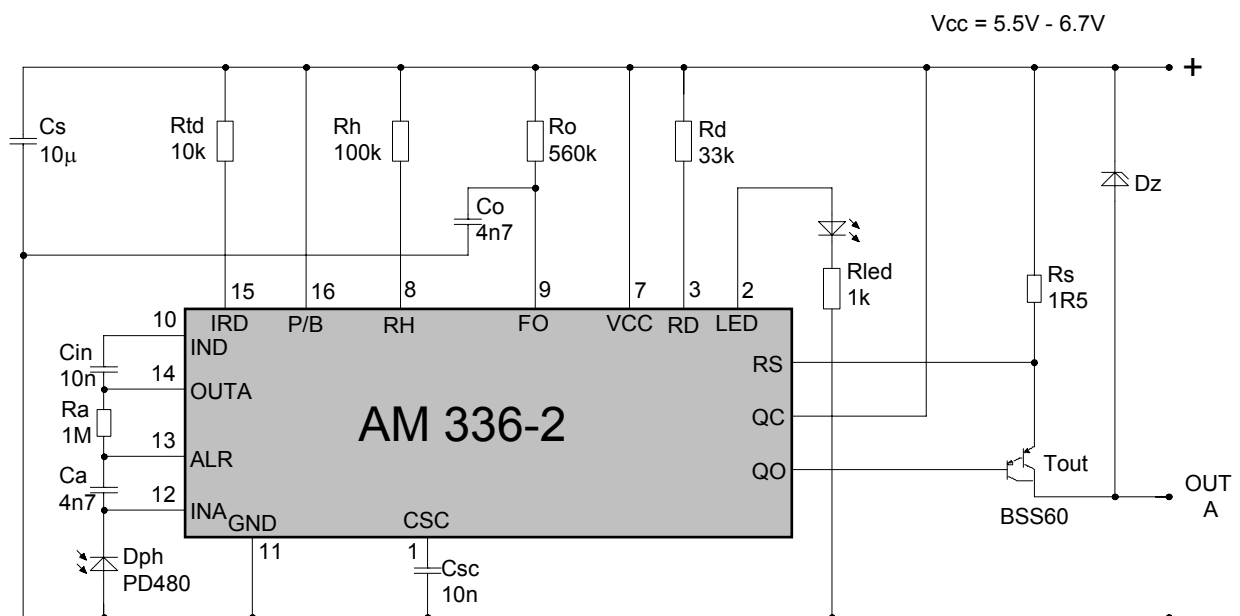 Vcc = 5.5V - 6.7V
+
Cs
10µ
Rtd
10k
Rh
100k
Ro
560k
Rd
33k
Dz
Co
4n7
Rled
1k
Rs
1R5
15
16
8
9
7
3
2
10
IRD
P/B
RH
FO
VCC
RD
LED
IND
Cin
10n
14
OUTA
RS
Ra
1M
AM 336-2
QC
13
ALR
QO
Tout
Ca
4n7
12
INA
OUT
A
BSS60
GND
CSC
11
1
Dph
PD480
Csc
10n